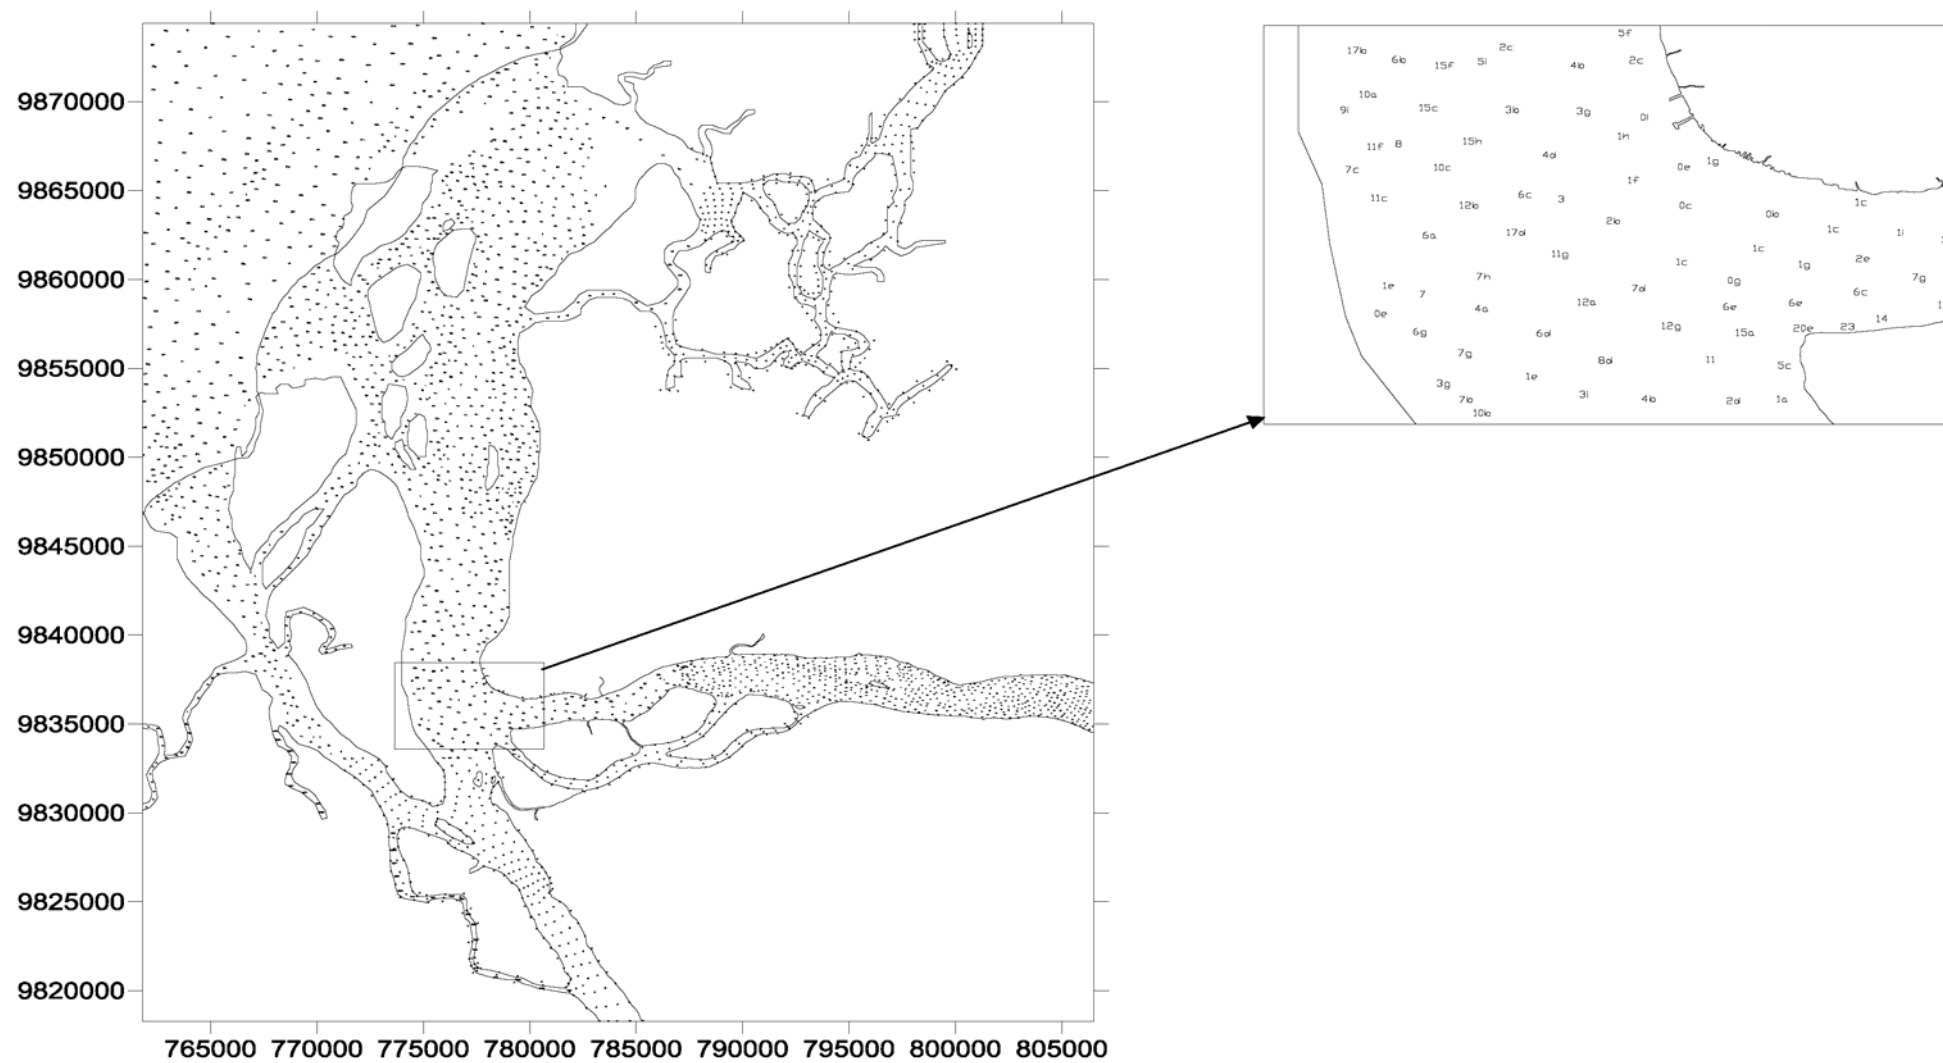 9870000
9865000
9860000
9855000
9850000
9845000
9840000
9835000
9830000
9825000
9820000
765000 770000 775000 780000 785000 790000 795000 800000 805000
5f
2c
17b 6b 15f 5i 4b 2c
10a
9i 15c 3b 3g 0i
1h
11f 8 15h
4d
7c 10c 0e 1g
1f
11c 6c 3
12b 0c 1c
0b
2b
6a 17d 1c 1i
11g 1c 2e
1c 1g
7h 0g 7g
1e 7 7d 6c
12a 6e 6e
0e 4a 14
6g 6d 12g 15a 20e 23
7g 8d 11 5c
1e
3g 3i
7b 4b 2d 1a
10b